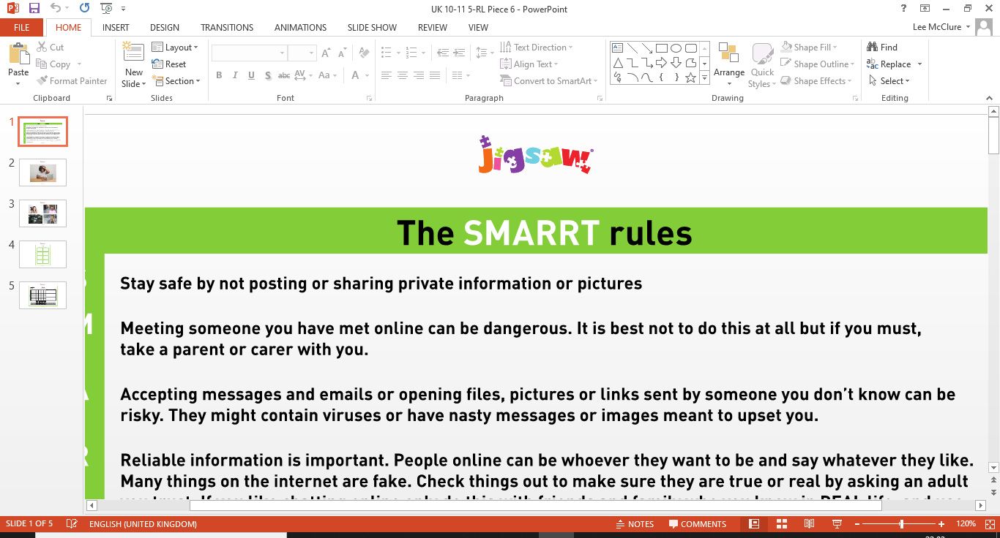 UK 10-11 5-RL Piece 6 - PowerPoint
?
FILE HOME INSERT DESIGN TRANSITIONS ANIMATIONS SLIDE SHOW REVIEW VIEW
Lee McClure
Paste
Cut
Copy
Format Painter
Clipboard
New Slide
Layout
Reset
Section
Slides
B I U S abc AV Aa A
Font
Text Direction
Align Text
Convert to SmartArt
Paragraph
Arrange
Quick Styles
Shape Fill
Shape Outline
Shape Effects
Drawing
Find
Replace
Select
Editing
1
2
3
4
5
jigsaw
The SMARRT rules
Stay safe by not posting or sharing private information or pictures
M
Meeting someone you have met online can be dangerous. It is best not to do this at all but if you must,
take a parent or carer with you.
A
Accepting messages and emails or opening files, pictures or links sent by someone you don’t know can be
risky. They might contain viruses or have nasty messages or images meant to upset you.
R
Reliable information is important. People online can be whoever they want to be and say whatever they like.
Many things on the internet are fake. Check things out to make sure they are true or real by asking an adult
SLIDE 1 OF 5 ENGLISH (UNITED KINGDOM) NOTES COMMENTS 120%